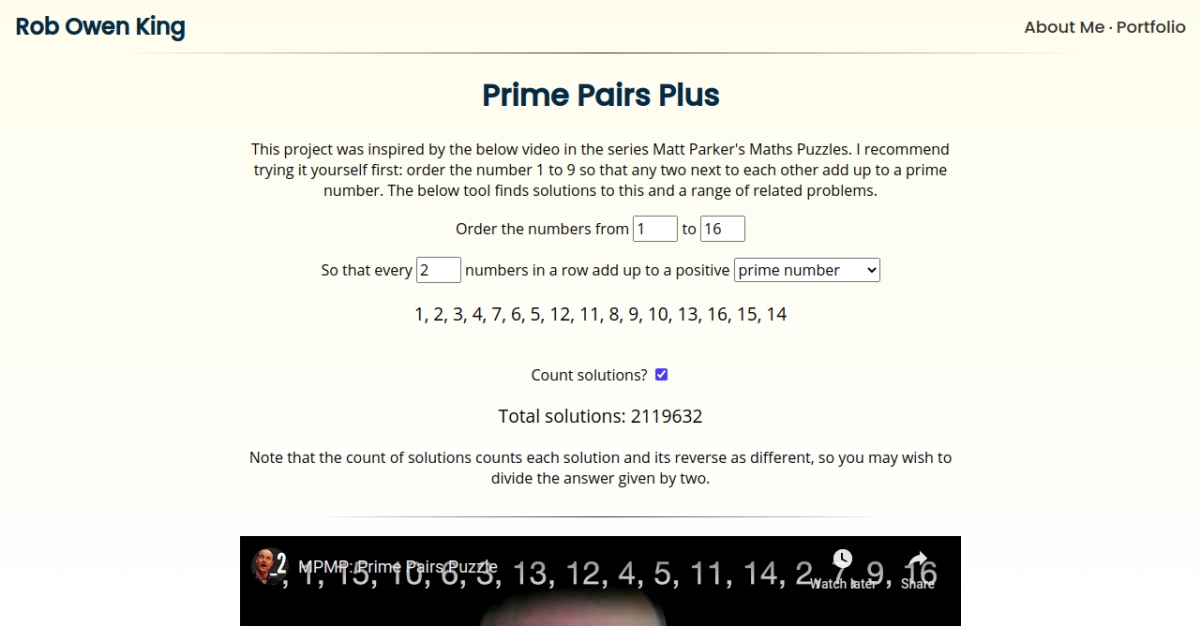 Rob Owen King
About Me · Portfolio
Prime Pairs Plus
This project was inspired by the below video in the series Matt Parker's Maths Puzzles. I recommend
trying it yourself first: order the number 1 to 9 so that any two next to each other add up to a prime
number. The below tool finds solutions to this and a range of related problems.
Order the numbers from 1 to 16
So that every 2 numbers in a row add up to a positive prime number
1, 2, 3, 4, 7, 6, 5, 12, 11, 8, 9, 10, 13, 16, 15, 14
Count solutions?
Total solutions: 2119632
Note that the count of solutions counts each solution and its reverse as different, so you may wish to
divide the answer given by two.
MPMP: Prime Pairs Puzzle
, 1, 15, 10, 6, 3, 13, 12, 4, 5, 11, 14, 2, 7, 9, 16
Watch later
Share